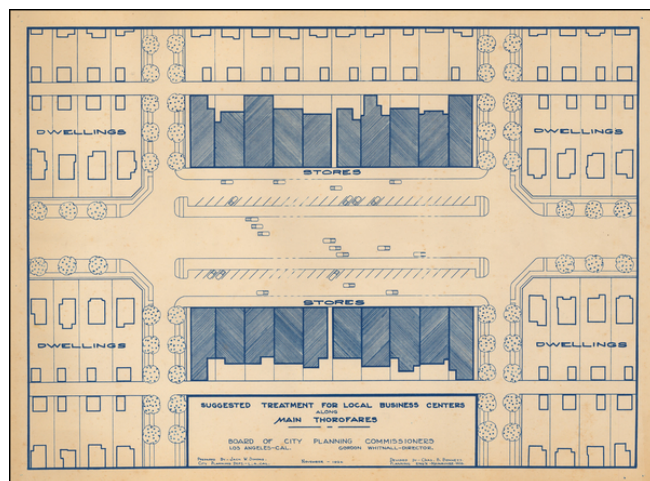 DWELLINGS
DWELLINGS
STORES
STORES
DWELLINGS
DWELLINGS
SUGGESTED TREATMENT FOR LOCAL BUSINESS CENTERS
ALONG
MAIN THOROFARES
BOARD OF CITY PLANNING COMMISSIONERS
LOS ANGELES-CAL. GORDON WHITNALL-DIRECTOR.